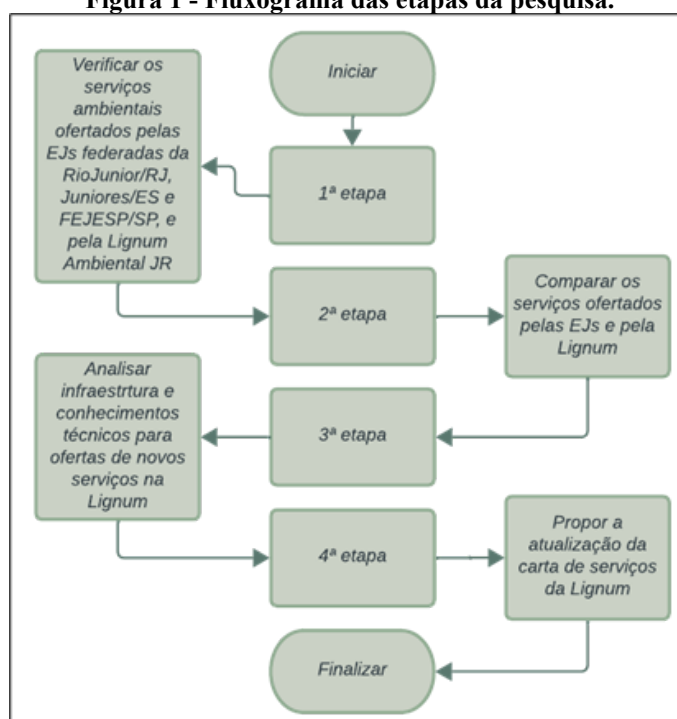 Figura 1 - Fluxograma das etapas da pesquisa.
Iniciar
1ª etapa
Verificar os
serviços
ambientais
ofertados pelas
EJs federadas da
RioJunior/RJ,
Juniores/ES e
FEJESP/SP, e
pela Lignum
Ambiental JR
2ª etapa
Comparar os
serviços ofertados
pelas EJs e pela
Lignum
3ª etapa
Analisar
infraestrtura e
conhecimentos
técnicos para
ofertas de novos
serviços na
Lignum
4ª etapa
Propor a
atualização da
carta de serviços
da Lignum
Finalizar